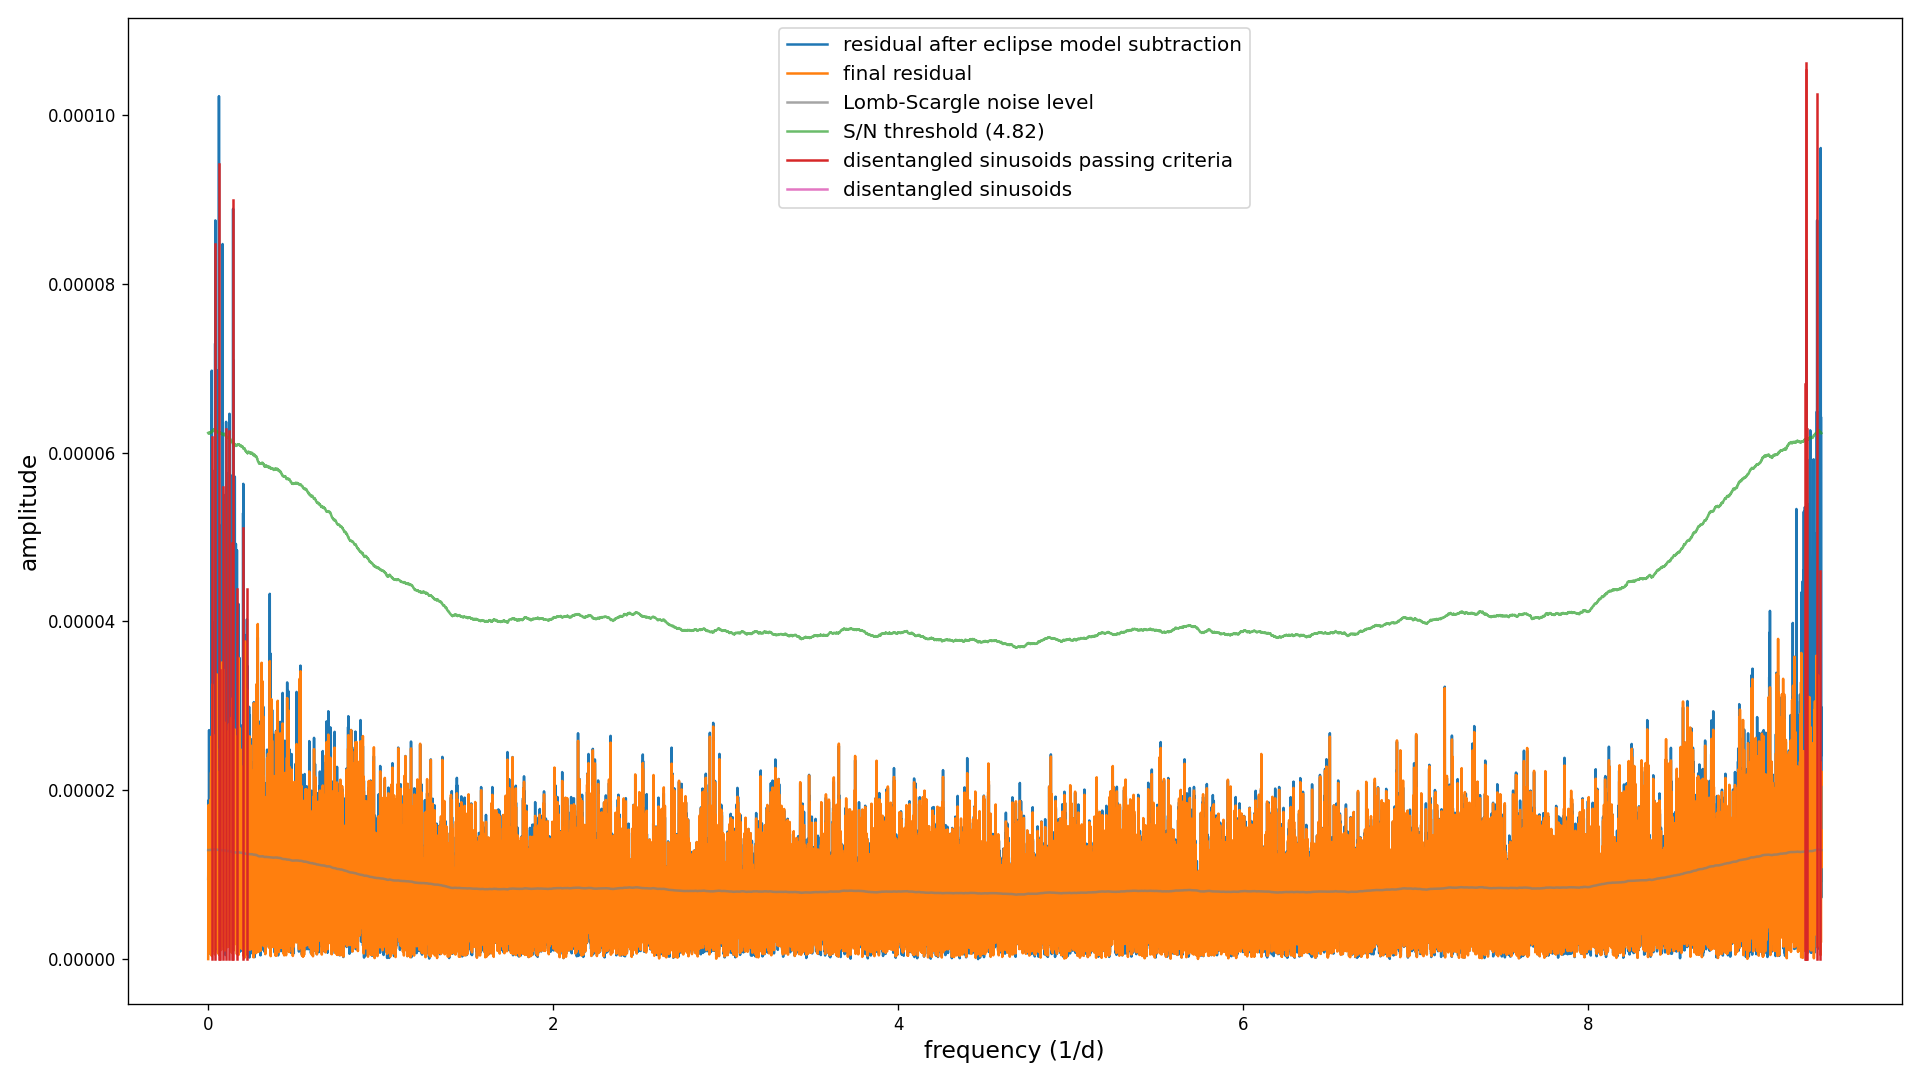 residual after eclipse model subtraction
final residual
Lomb-Scargle noise level
S/N threshold (4.82)
disentangled sinusoids passing criteria
disentangled sinusoids
0.00010
0.00008
0.00006
0.00004
0.00002
0.00000
amplitude
0 2 4 6 8
frequency (1/d)